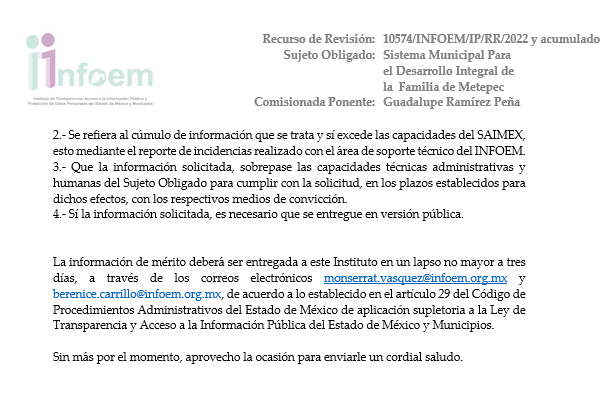 infoem
Instituto de Transparencia, Acceso a la Información Pública y
Protección de Datos Personales del Estado de México y Municipios
Recurso de Revisión: 10574/INFOEM/IP/RR/2022 y acumulado
Sujeto Obligado: Sistema Municipal Para
el Desarrollo Integral de
la Familia de Metepec
Comisionada Ponente: Guadalupe Ramírez Peña
2.- Se refiera al cúmulo de información que se trata y sí excede las capacidades del SAIMEX,
esto mediante el reporte de incidencias realizado con el área de soporte técnico del INFOEM.
3.- Que la información solicitada, sobrepase las capacidades técnicas administrativas y
humanas del Sujeto Obligado para cumplir con la solicitud, en los plazos establecidos para
dichos efectos, con los respectivos medios de convicción.
4.- Sí la información solicitada, es necesario que se entregue en versión pública.
La información de mérito deberá ser entregada a este Instituto en un lapso no mayor a tres
días, a través de los correos electrónicos monserrat.vasquez@infoem.org.mx y
berenice.carrillo@infoem.org.mx, de acuerdo a lo establecido en el artículo 29 del Código de
Procedimientos Administrativos del Estado de México de aplicación supletoria a la Ley de
Transparencia y Acceso a la Información Pública del Estado de México y Municipios.
Sin más por el momento, aprovecho la ocasión para enviarle un cordial saludo.